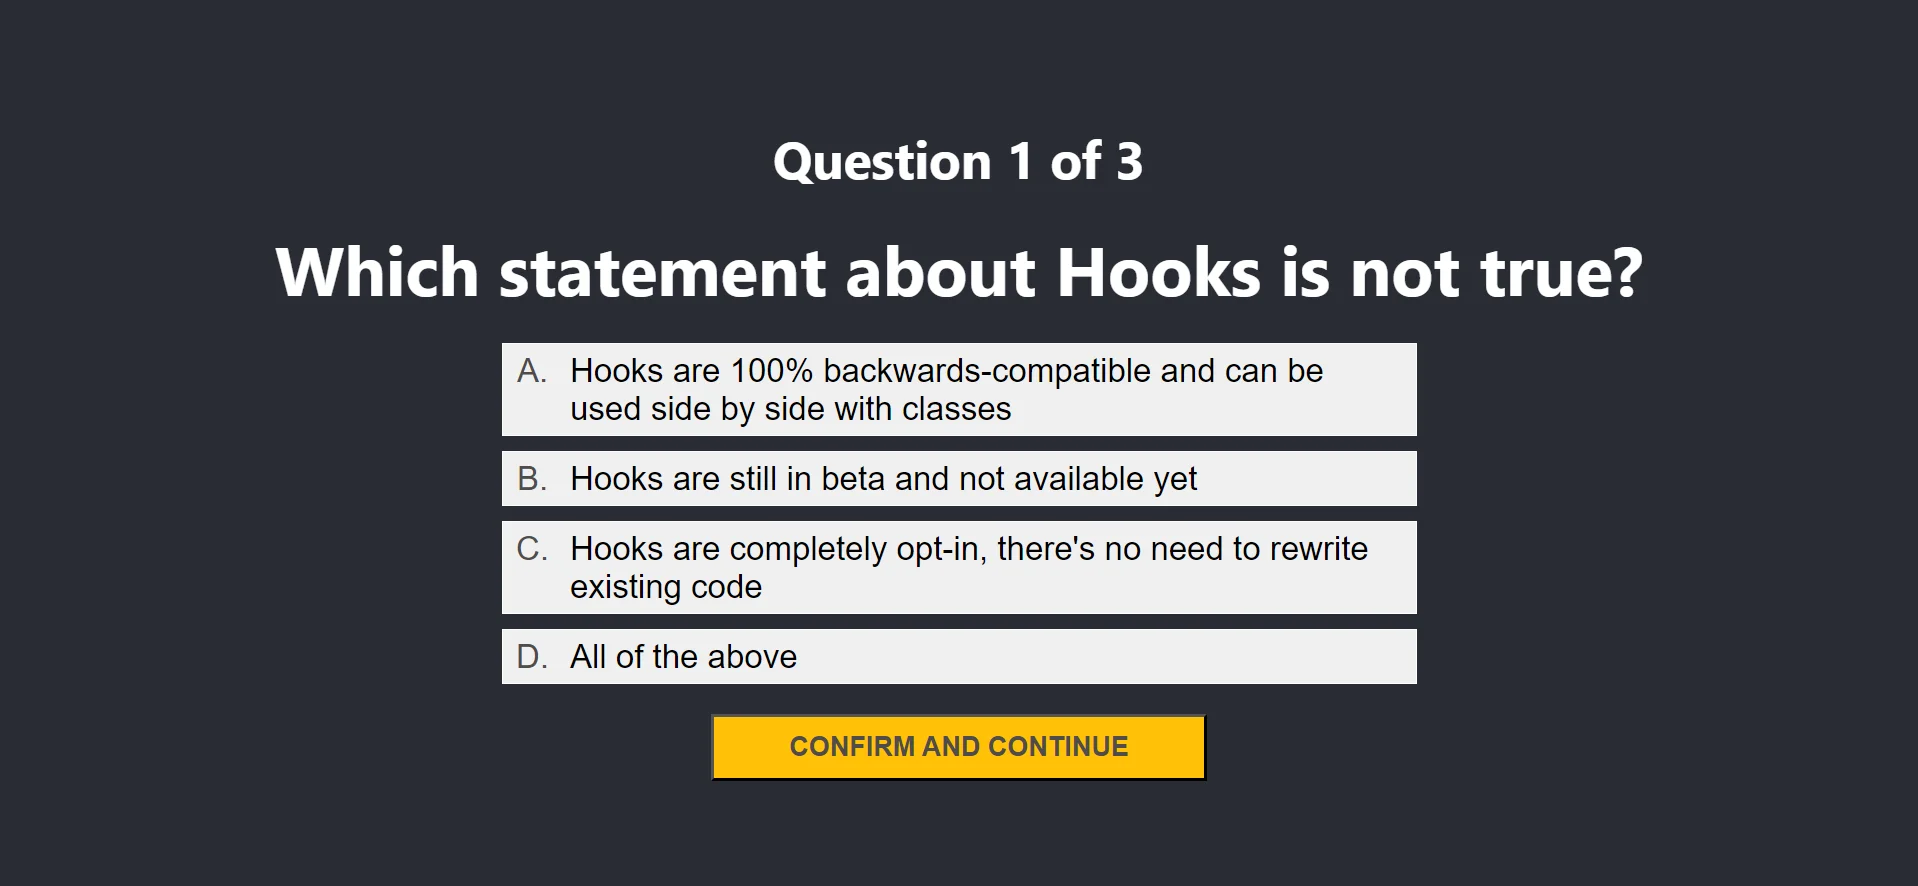 Question 1 of 3
Which statement about Hooks is not true?
A. Hooks are 100% backwards-compatible and can be
used side by side with classes
B. Hooks are still in beta and not available yet
C. Hooks are completely opt-in, there's no need to rewrite
existing code
D. All of the above
CONFIRM AND CONTINUE